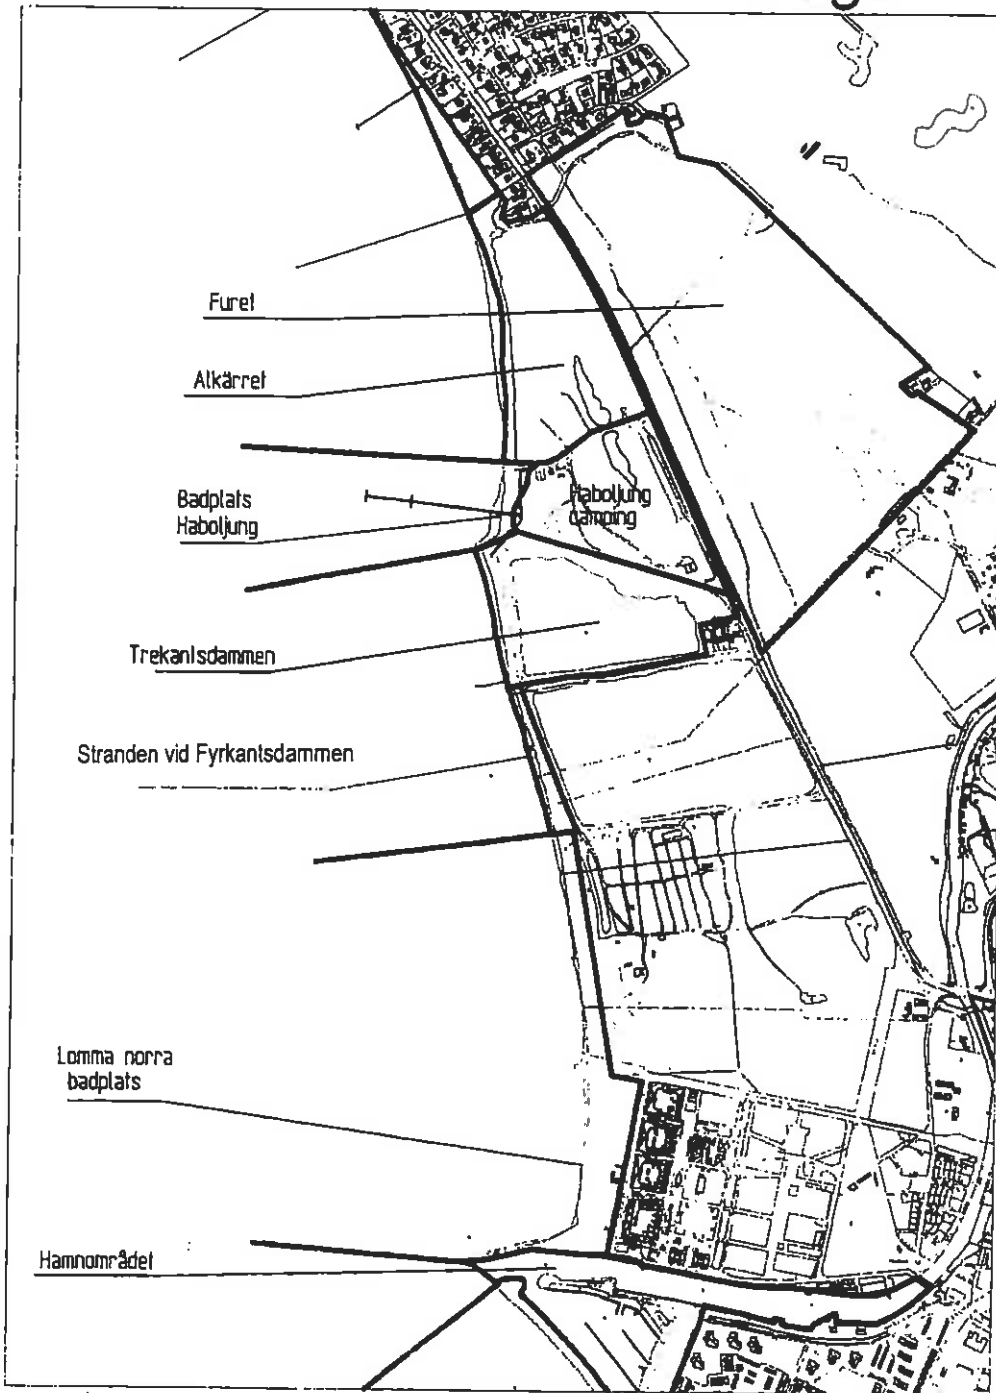 Furet
Alkärret
Badplats
Haboljung
Haboljung
camping
Trekantsdammen
Stranden vid Fyrkantsdammen
Lomma norra
badplats
Hamnområdet